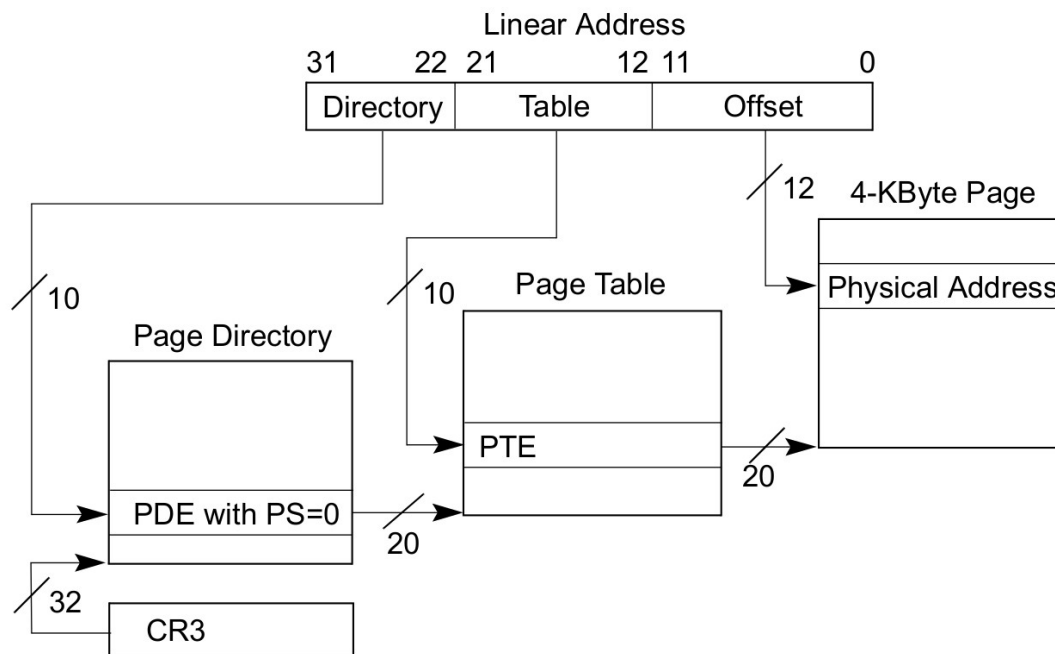 Linear Address
31 22 21 12 11 0
Directory Table Offset
12 4-KByte Page
10 10 Page Table Physical Address
Page Directory
PTE
20
PDE with PS=0
20
32
CR3